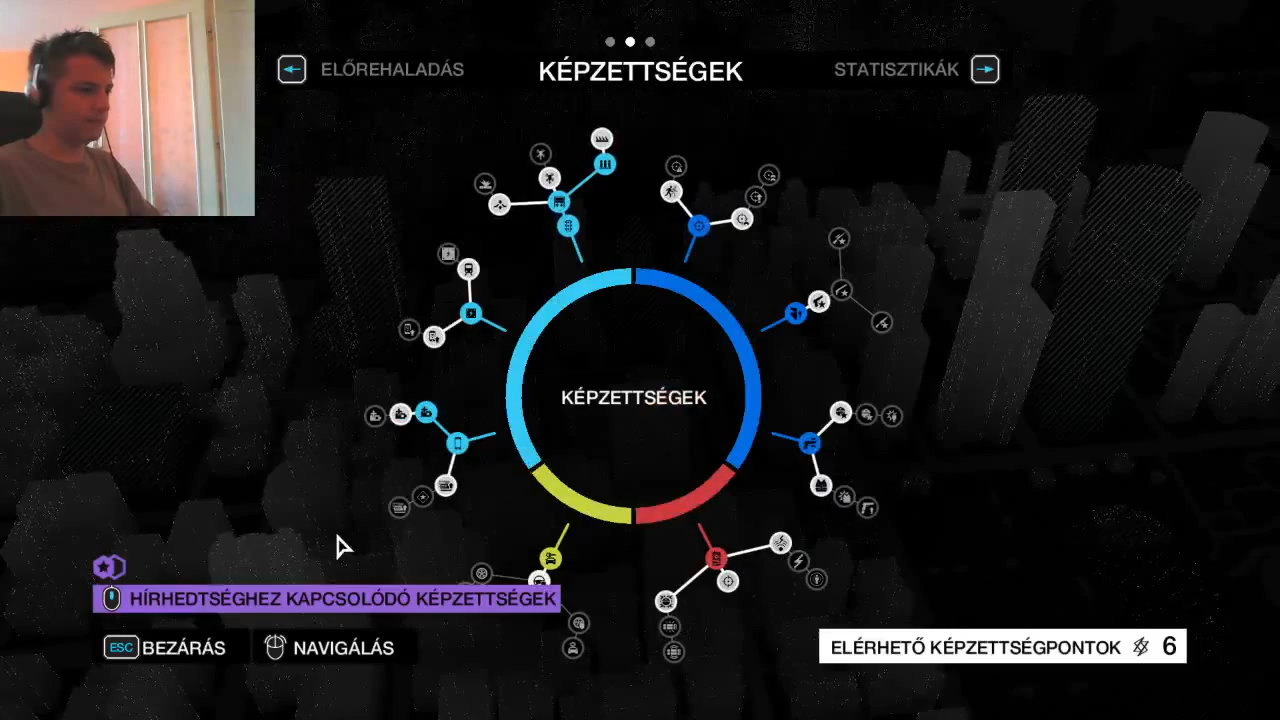 ELŐREHALADÁS
KÉPZETTSÉGEK
STATISZTIKÁK
KÉPZETTSÉGEK
HÍRHEDTSÉGHEZ KAPCSOLÓDÓ KÉPZETTSÉGEK
ESC BEZÁRÁS
NAVIGÁLÁS
ELÉRHETŐ KÉPZETTSÉGPONTOK 6